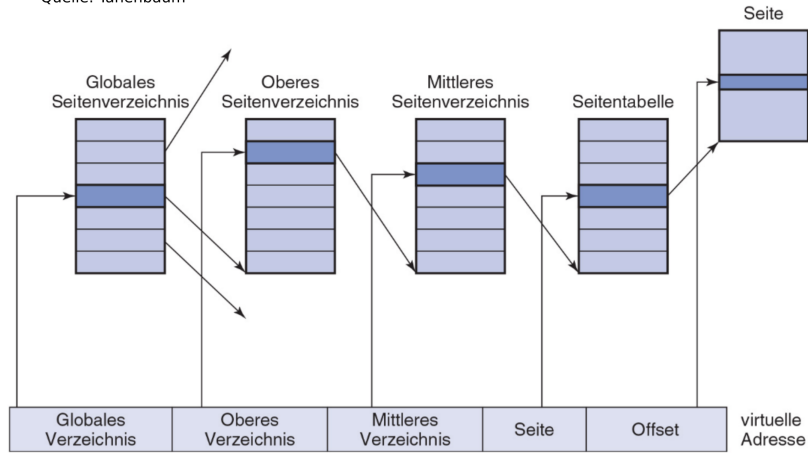 Quelle: Tanenbaum
Seite
Globales
Seitenverzeichnis
Oberes
Seitenverzeichnis
Mittleres
Seitenverzeichnis
Seitentabelle
Globales
Verzeichnis
Oberes
Verzeichnis
Mittleres
Verzeichnis
Seite
Offset
virtuelle
Adresse